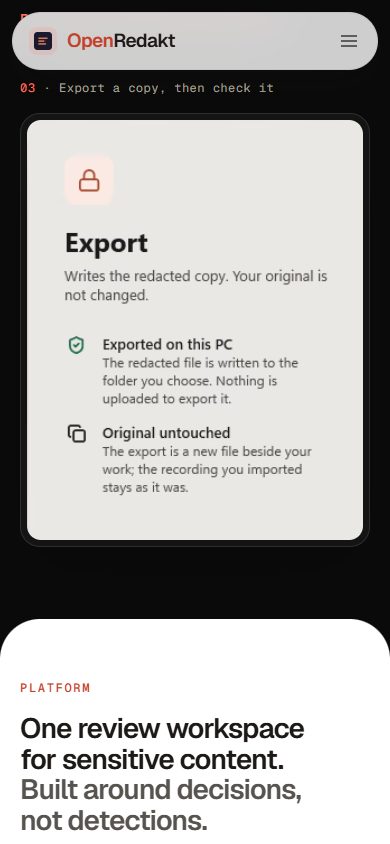 OpenRedakt
03 · Export a copy, then check it
Export
Writes the redacted copy. Your original is
not changed.
Exported on this PC
The redacted file is written to the
folder you choose. Nothing is
uploaded to export it.
Original untouched
The export is a new file beside your
work; the recording you imported
stays as it was.
PLATFORM
One review workspace
for sensitive content.
Built around decisions,
not detections.